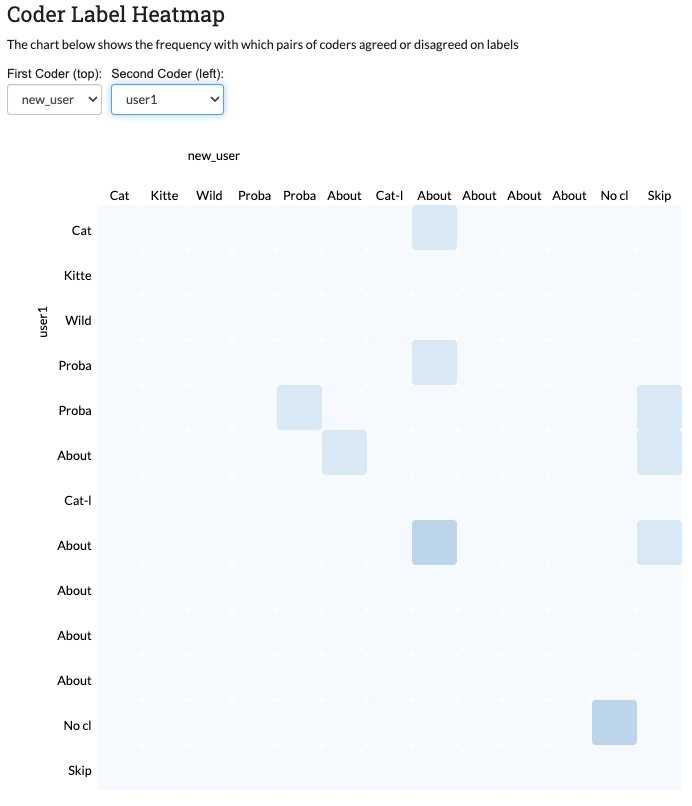 Coder Label Heatmap
The chart below shows the frequency with which pairs of coders agreed or disagreed on labels
First Coder (top): Second Coder (left):
new_user user1
new_user
Cat Kitte Wild Proba Proba About Cat-l About About About About No cl Skip
user1
Cat
Kitte
Wild
Proba
Proba
About
Cat-l
About
About
About
About
No cl
Skip